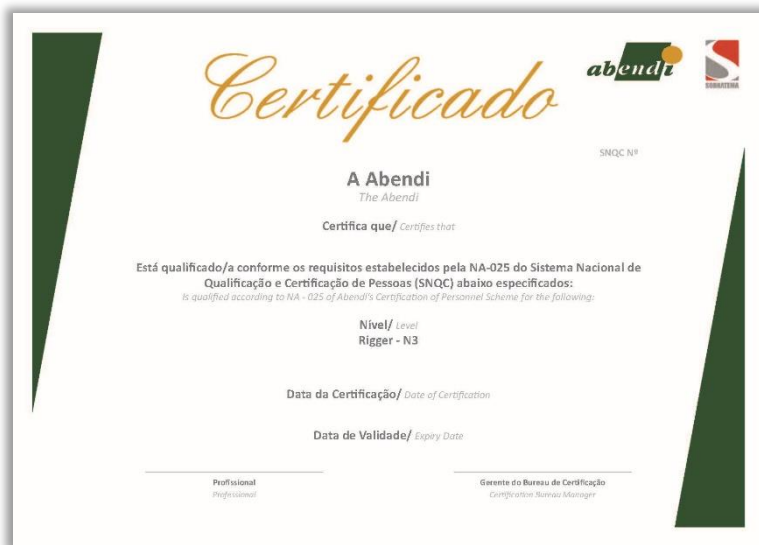 Certificado
abendi
SOBRATEMA
SNQC Nº
A Abendi
The Abendi
Certifica que/ Certifies that
Está qualificado/a conforme os requisitos estabelecidos pela NA-025 do Sistema Nacional de
Qualificação e Certificação de Pessoas (SNQC) abaixo especificados:
Is qualified according to NA - 025 of Abendi's Certification of Personnel Scheme for the following:
Nível/ Level
Rigger - N3
Data da Certificação/ Date of Certification
Data de Validade/ Expiry Date
Profissional
Professional
Gerente do Bureau de Certificação
Certification Bureau Manager